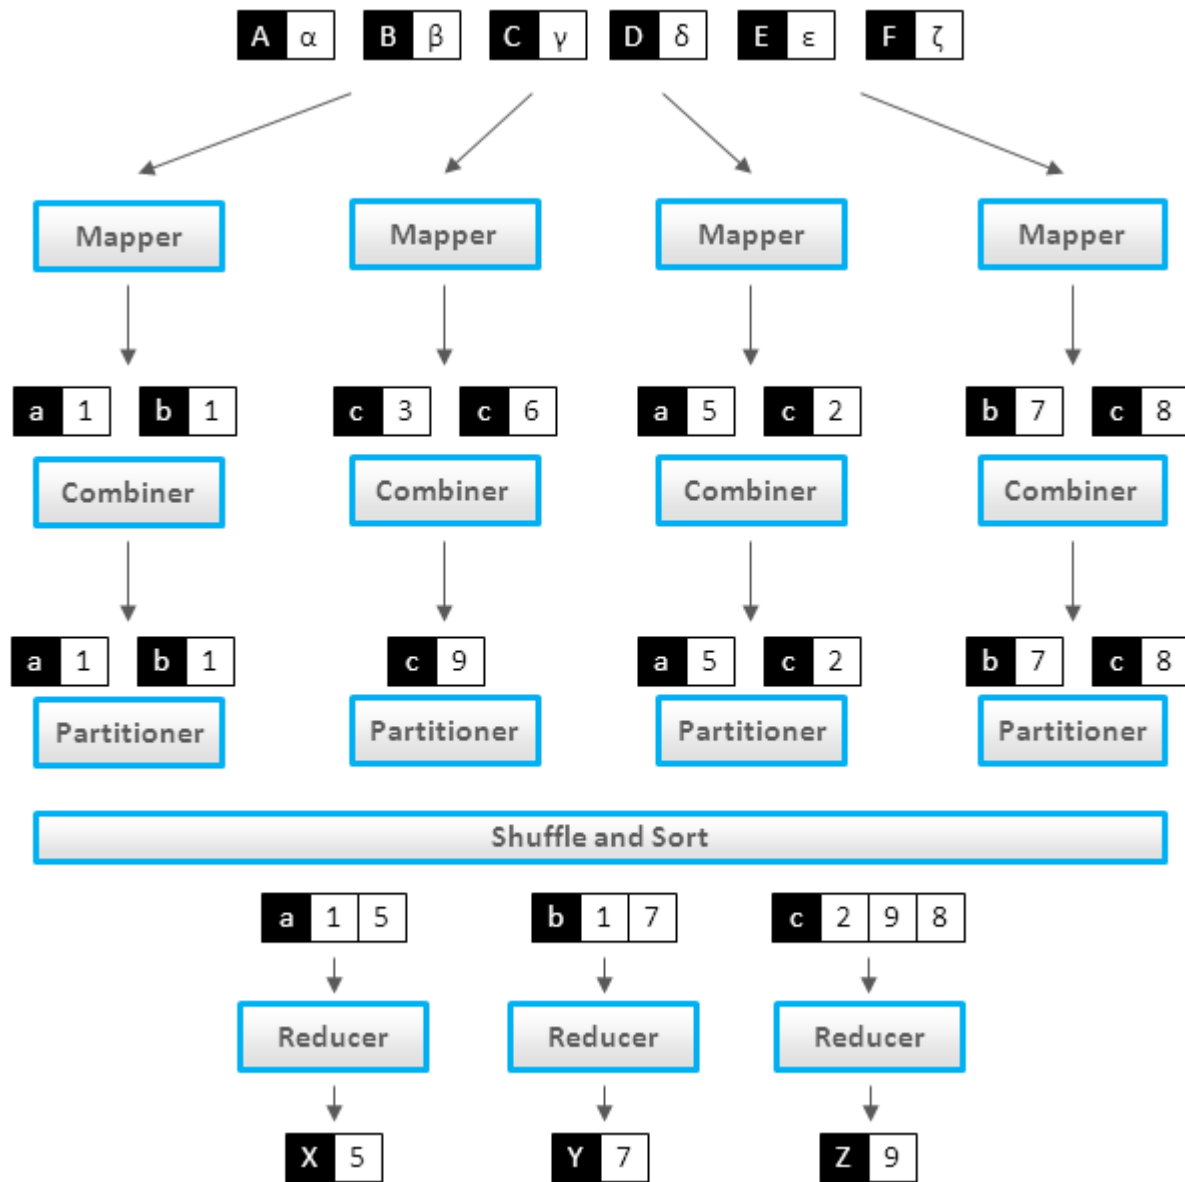 A α B β C γ D δ E ε F ζ
Mapper Mapper Mapper Mapper
a 1 b 1 c 3 c 6 a 5 c 2 b 7 c 8
Combiner Combiner Combiner Combiner
a 1 b 1 c 9 a 5 c 2 b 7 c 8
Partitioner Partitioner Partitioner Partitioner
Shuffle and Sort
a 1 5 b 1 7 c 2 9 8
Reducer Reducer Reducer
X 5 Y 7 Z 9